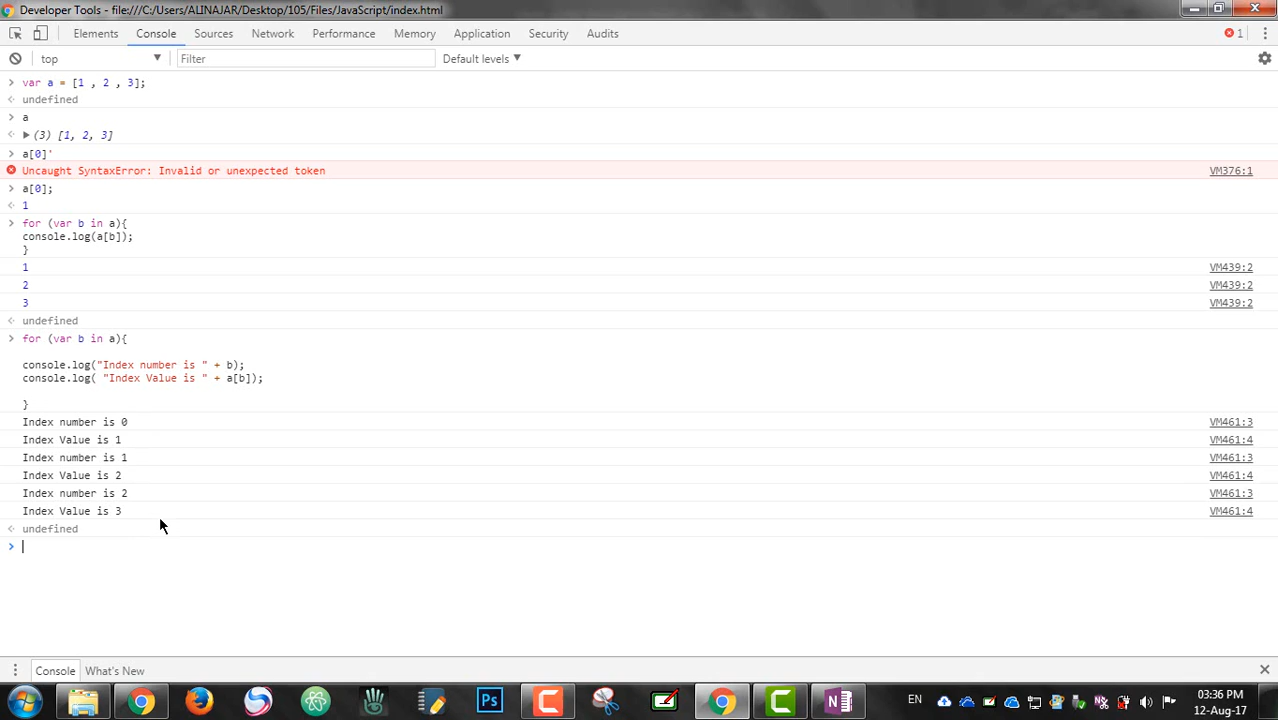 Developer Tools - file:///C:/Users/ALINAJAR/Desktop/105/Files/JavaScript/index.html
Elements Console Sources Network Performance Memory Application Security Audits 1
top Filter Default levels
var a = [1 , 2 , 3];
undefined
a
(3) [1, 2, 3]
a[0]'
Uncaught SyntaxError: Invalid or unexpected token VM376:1
a[0];
1
for (var b in a){
console.log(a[b]);
}
1 VM439:2
2 VM439:2
3 VM439:2
undefined
for (var b in a){
console.log("Index number is " + b);
console.log( "Index Value is " + a[b]);
}
Index number is 0 VM461:3
Index Value is 1 VM461:4
Index number is 1 VM461:3
Index Value is 2 VM461:4
Index number is 2 VM461:3
Index Value is 3 VM461:4
undefined
Console What's New
Ps N EN 03:36 PM
12-Aug-17